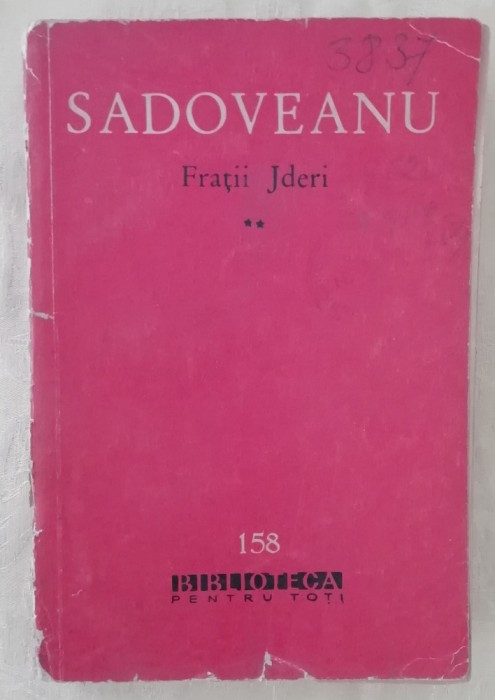 3837
SADOVEANU
Frații Jderi
**
158
BIBLIOTECA
PENTRU TOȚI